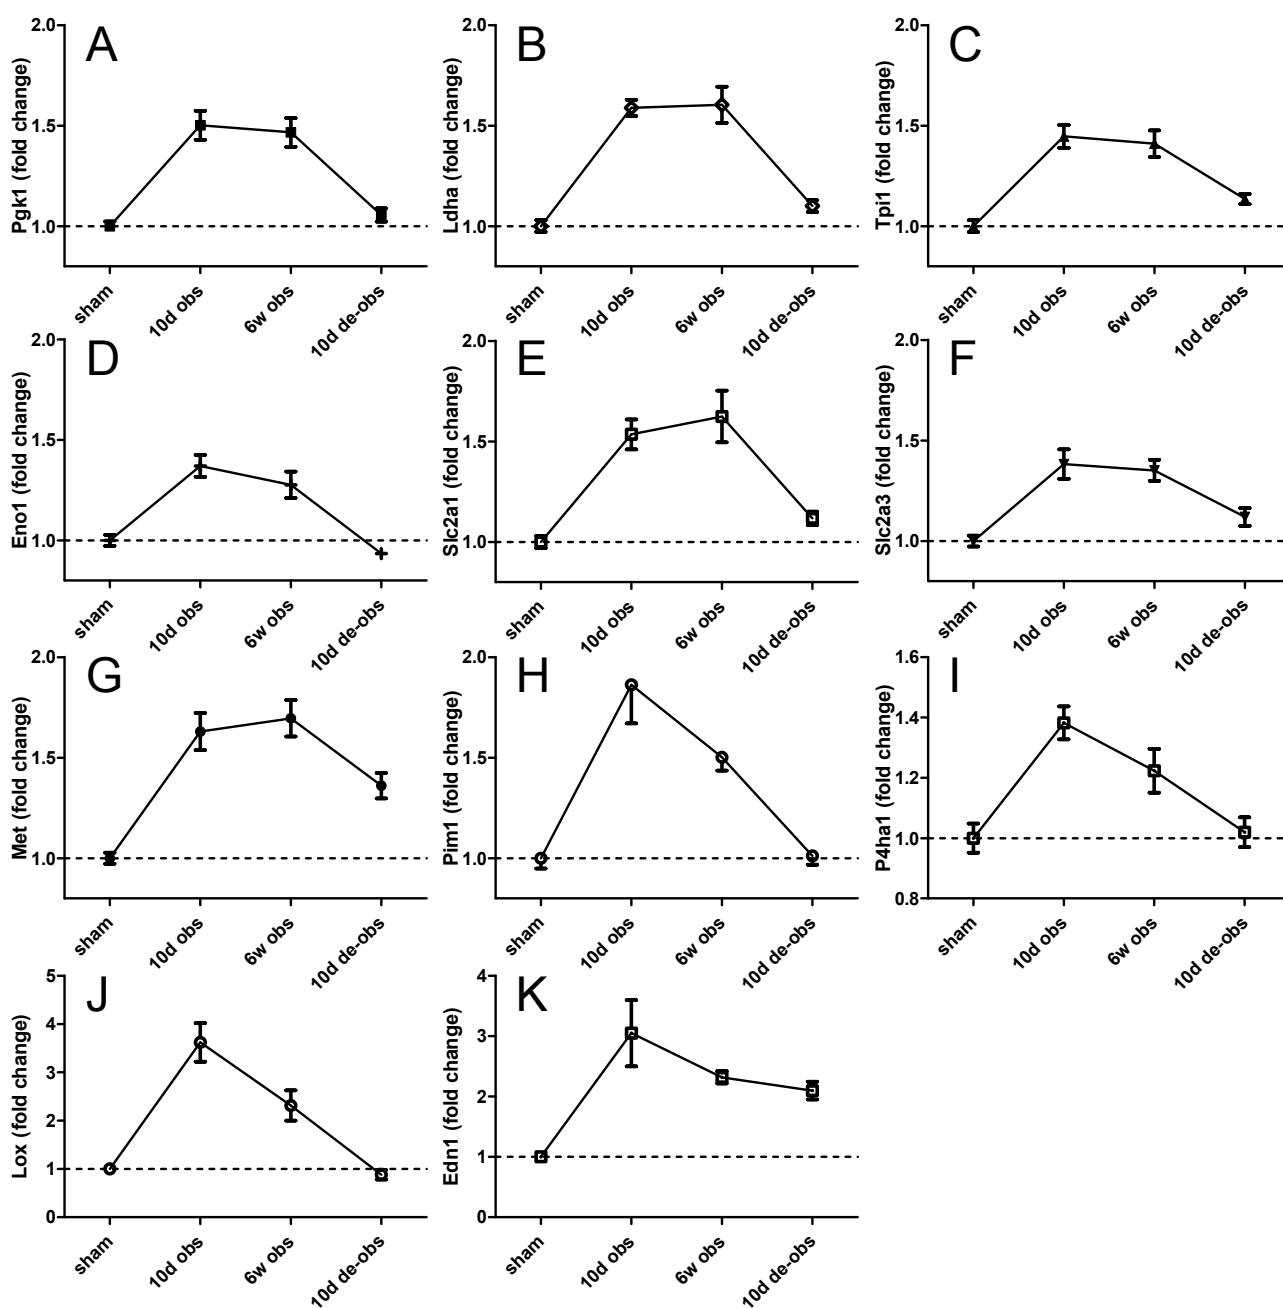 A
Pgk1 (fold change)
2.0
1.5
1.0
sham
10d obs
6w obs
10d de-obs
B
Ldha (fold change)
2.0
1.5
1.0
sham
10d obs
6w obs
10d de-obs
C
Tpi1 (fold change)
2.0
1.5
1.0
sham
10d obs
6w obs
10d de-obs
D
Eno1 (fold change)
2.0
1.5
1.0
sham
10d obs
6w obs
10d de-obs
E
Slc2a1 (fold change)
2.0
1.5
1.0
sham
10d obs
6w obs
10d de-obs
F
Slc2a3 (fold change)
2.0
1.5
1.0
sham
10d obs
6w obs
10d de-obs
G
Met (fold change)
2.0
1.5
1.0
sham
10d obs
6w obs
10d de-obs
H
Pim1 (fold change)
2.0
1.5
1.0
sham
10d obs
6w obs
10d de-obs
I
P4ha1 (fold change)
1.6
1.4
1.2
1.0
0.8
sham
10d obs
6w obs
10d de-obs
J
Lox (fold change)
5
4
3
2
1
0
sham
10d obs
6w obs
10d de-obs
K
Edn1 (fold change)
4
3
2
1
0
sham
10d obs
6w obs
10d de-obs